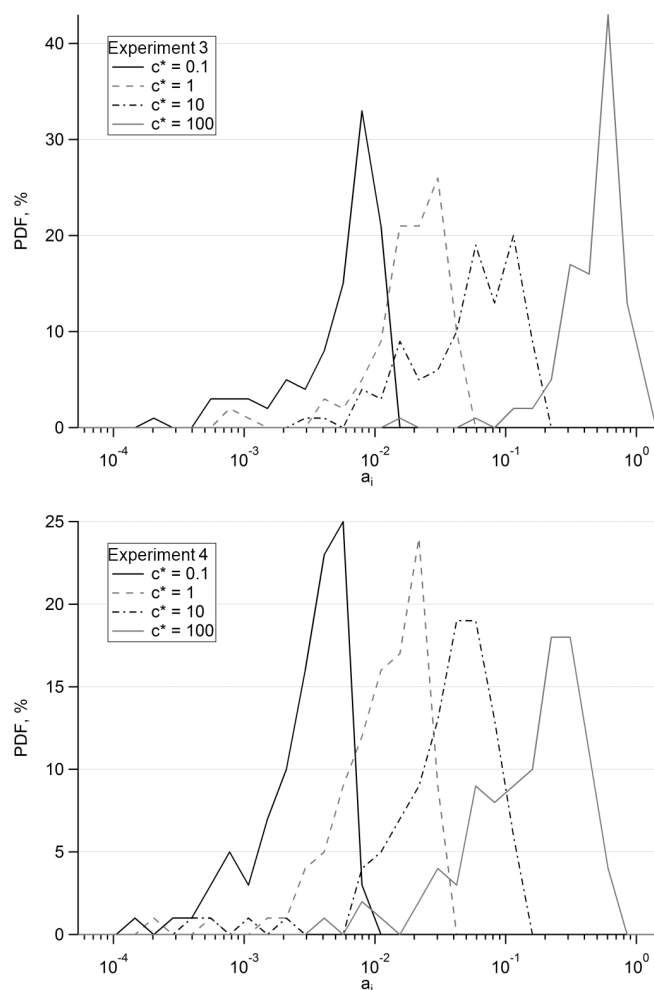 Experiment 3
c* = 0.1
c* = 1
c* = 10
c* = 100
PDF, %
40
30
20
10
0
10-4 10-3 10-2 10-1 100
ai
Experiment 4
c* = 0.1
c* = 1
c* = 10
c* = 100
PDF, %
25
20
15
10
5
0
10-4 10-3 10-2 10-1 100
ai